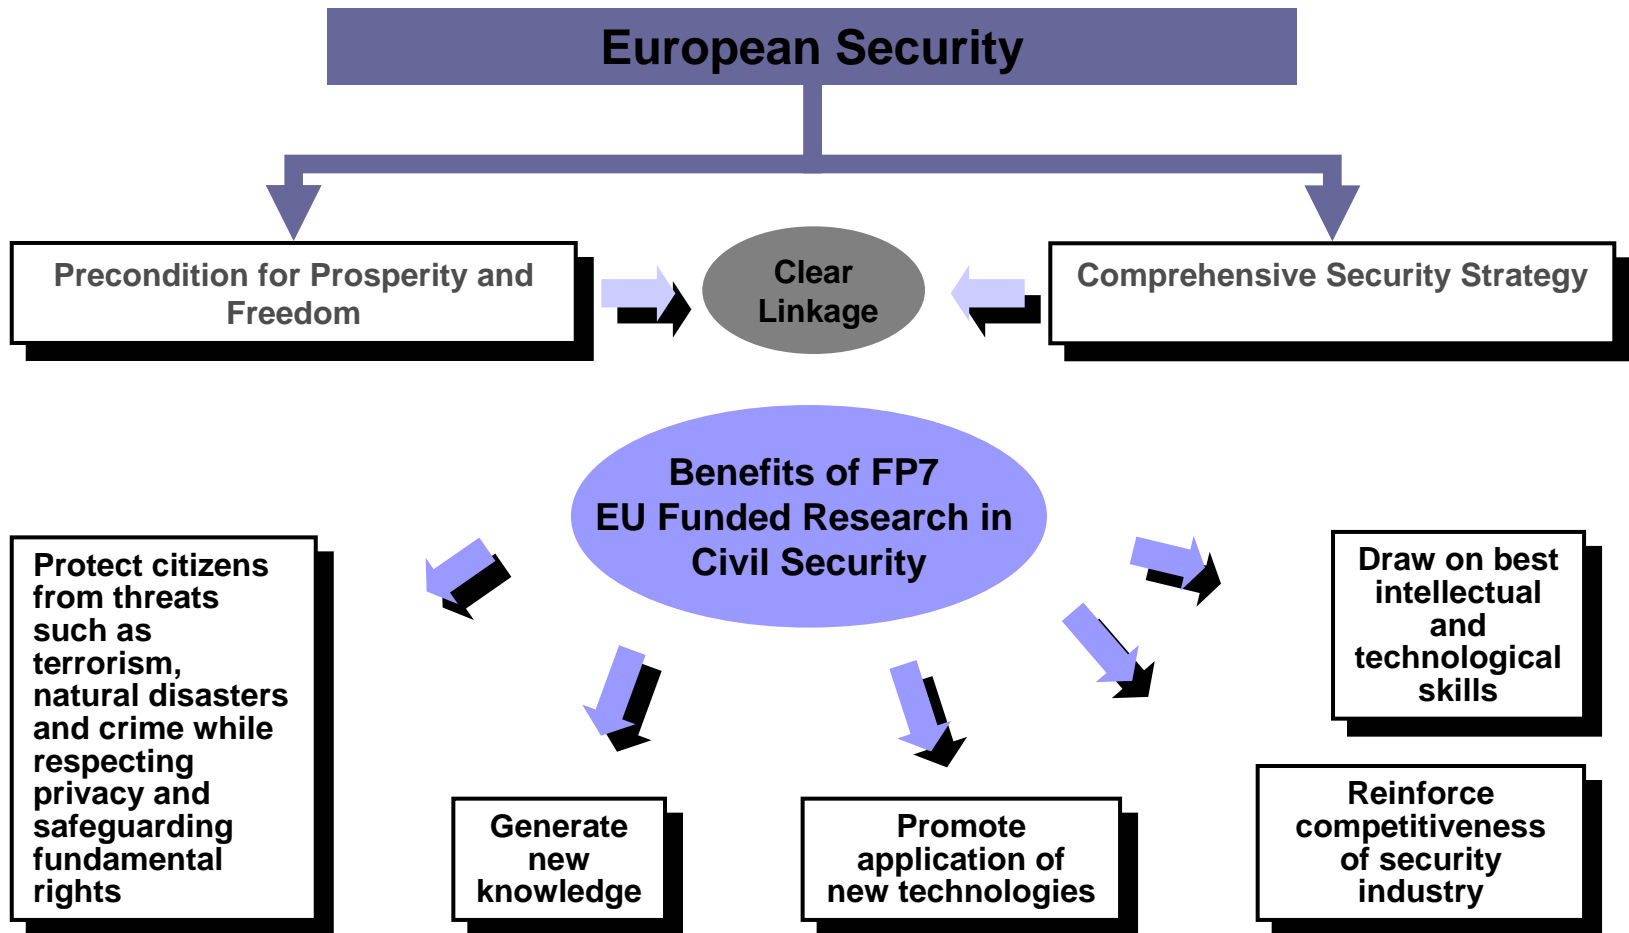 European Security
Precondition for Prosperity and
Freedom
Clear
Linkage
Comprehensive Security Strategy
Benefits of FP7
EU Funded Research in
Civil Security
Protect citizens
from threats
such as
terrorism,
natural disasters
and crime while
respecting
privacy and
safeguarding
fundamental
rights
Generate
new
knowledge
Promote
application of
new technologies
Draw on best
intellectual
and
technological
skills
Reinforce
competitiveness
of security
industry